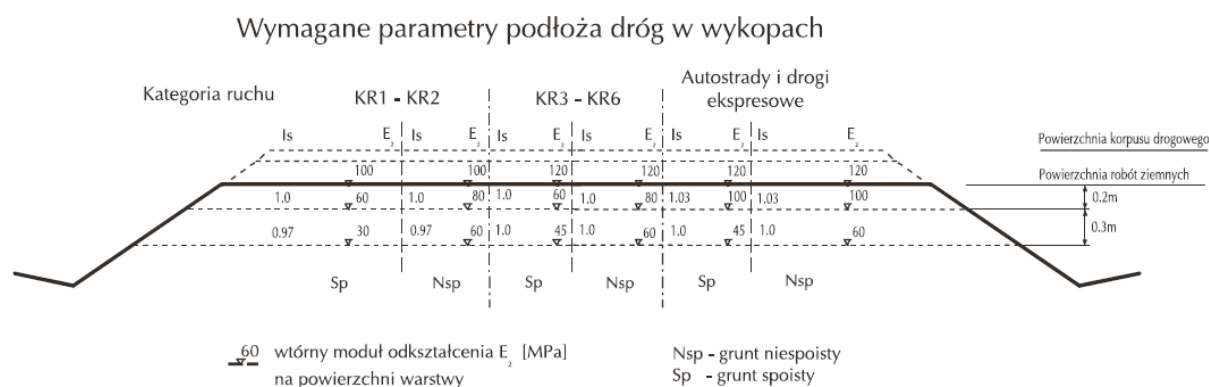 Wymagane parametry podłoża dróg w wykopach
Kategoria ruchu KR1 - KR2 KR3 - KR6 Autostrady i drogi
ekspresowe
Is E₂ Is E₂ Is E₂ Is E₂ Is E₂ Is E₂
Powierzchnia korpusu drogowego
100 100 120 120 120 120 Powierzchnia robót ziemnych
1.0 60 1.0 80 1.0 60 1.0 80 1.03 100 1.03 100 0.2m
0.97 30 0.97 60 1.0 45 1.0 60 1.0 45 1.0 60 0.3m
Sp Nsp Sp Nsp Sp Nsp
60 wtórny moduł odkształcenia E₂ [MPa]
na powierzchni warstwy
Nsp - grunt niespoisty
Sp - grunt spoisty